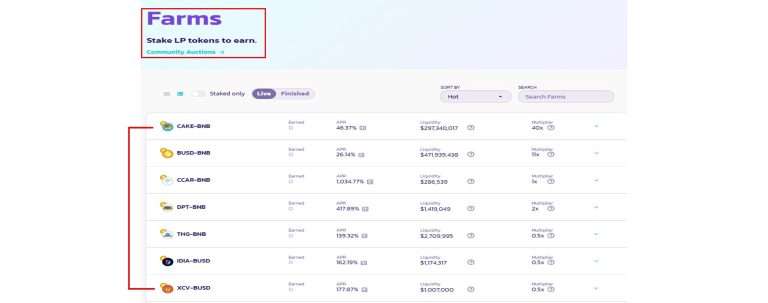 Farms
Stake LP tokens to earn.
Community Auctions
Staked only Live Finished
SORT BY SEARCH
Hot Search Farms
CAKE-BNB Earned 0 APR 46.37% Liquidity $297,340,017 Multiplier 40x
BUSD-BNB Earned 0 APR 26.14% Liquidity $471,939,438 Multiplier 11x
CCAR-BNB Earned 0 APR 1,034.77% Liquidity $286,539 Multiplier 1x
DPT-BNB Earned 0 APR 417.89% Liquidity $1,419,049 Multiplier 2x
TNG-BNB Earned 0 APR 139.32% Liquidity $2,709,995 Multiplier 0.5x
IDIA-BUSD Earned 0 APR 162.19% Liquidity $1,174,317 Multiplier 0.5x
XCV-BUSD Earned 0 APR 177.87% Liquidity $1,007,000 Multiplier 0.5x